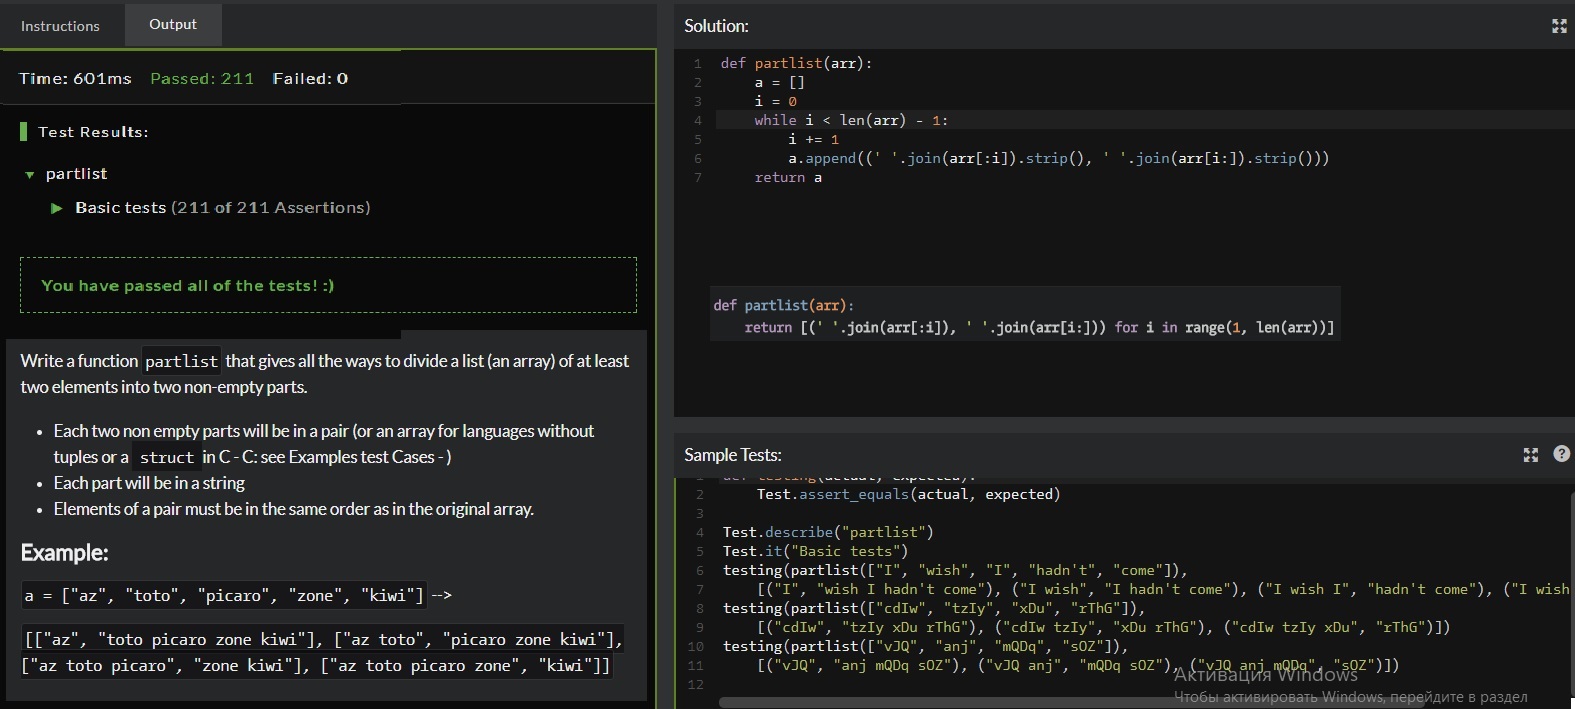 Instructions
Output
Time: 601ms Passed: 211 Failed: 0
Test Results:
partlist
Basic tests (211 of 211 Assertions)
You have passed all of the tests! :)
Write a function partlist that gives all the ways to divide a list (an array) of at least
two elements into two non-empty parts.
• Each two non empty parts will be in a pair (or an array for languages without
tuples or a struct in C - C: see Examples test Cases - )
• Each part will be in a string
• Elements of a pair must be in the same order as in the original array.
Example:
a = ["az", "toto", "picaro", "zone", "kiwi"] -->
[["az", "toto picaro zone kiwi"], ["az toto", "picaro zone kiwi"],
["az toto picaro", "zone kiwi"], ["az toto picaro zone", "kiwi"]]
Solution:
1 def partlist(arr):
2 a = []
3 i = 0
4 while i < len(arr) - 1:
5 i += 1
6 a.append((' '.join(arr[:i]).strip(), ' '.join(arr[i:]).strip()))
7 return a
def partlist(arr):
return [(' '.join(arr[:i]), ' '.join(arr[i:])) for i in range(1, len(arr))]
Sample Tests:
?
1 def testing(actual, expected):
2 Test.assert_equals(actual, expected)
3
4 Test.describe("partlist")
5 Test.it("Basic tests")
6 testing(partlist(["I", "wish", "I", "hadn't", "come"]),
7 [("I", "wish I hadn't come"), ("I wish", "I hadn't come"), ("I wish I", "hadn't come"), ("I wish
8 testing(partlist(["cdIw", "tzIy", "xDu", "rThG"]),
9 [("cdIw", "tzIy xDu rThG"), ("cdIw tzIy", "xDu rThG"), ("cdIw tzIy xDu", "rThG")])
10 testing(partlist(["vJQ", "anj", "mQDq", "sOZ"]),
11 [("vJQ", "anj mQDq sOZ"), ("vJQ anj", "mQDq sOZ"), ("vJQ anj mQDq", "sOZ")])
12
Активация Windows
Чтобы активировать Windows, перейдите в раздел